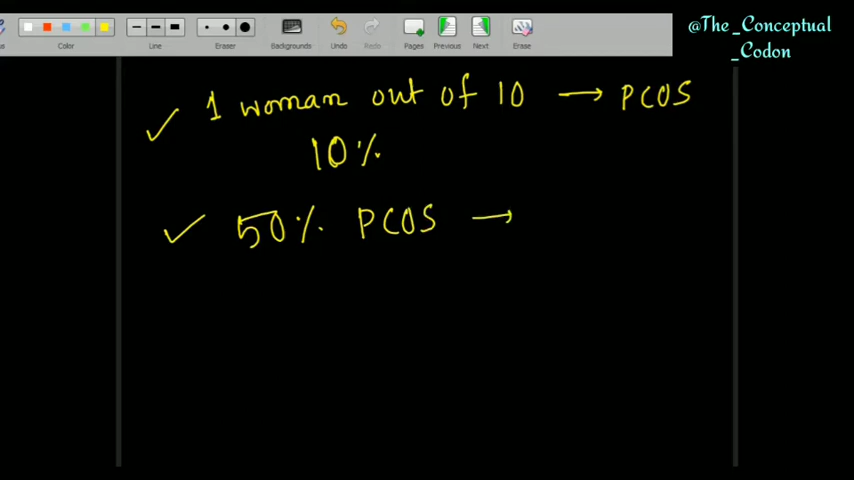 Color
Line
Eraser
Backgrounds
Undo
Redo
Pages
Previous
Next
Erase
@The_Conceptual
_Codon
1 woman out of 10 → PCOS
10%
50% PCOS →